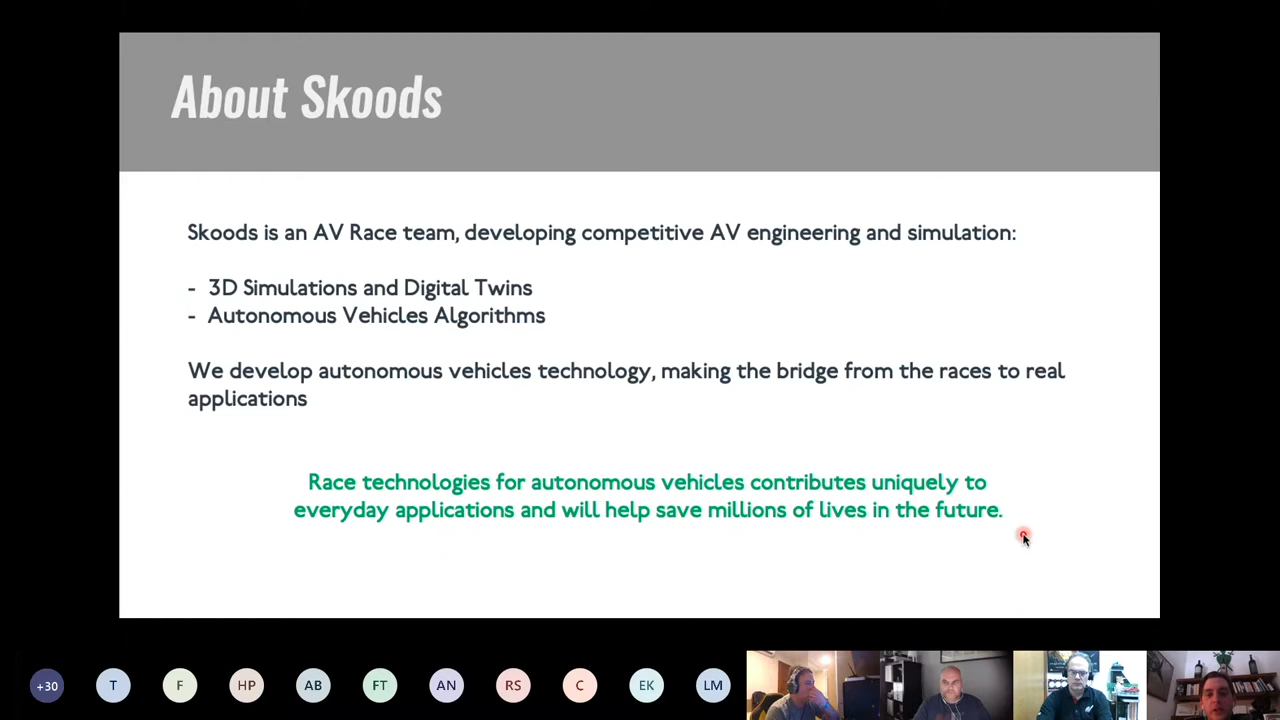 About Skoods
Skoods is an AV Race team, developing competitive AV engineering and simulation:
- 3D Simulations and Digital Twins
- Autonomous Vehicles Algorithms
We develop autonomous vehicles technology, making the bridge from the races to real
applications
Race technologies for autonomous vehicles contributes uniquely to
everyday applications and will help save millions of lives in the future.
+30 T F HP AB FT AN RS C EK LM